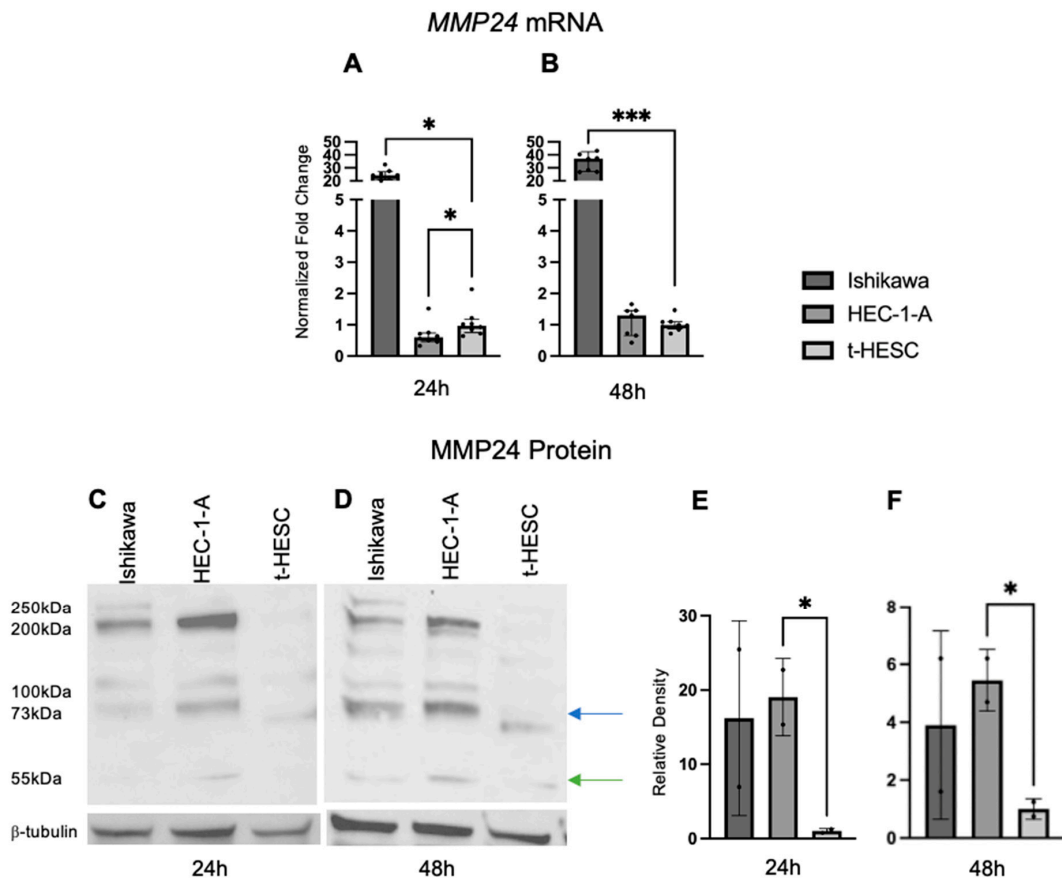 MMP24 mRNA
A
B
*
***
*
Normalized Fold Change
50
40
30
20
5
4
3
2
1
0
50
40
30
20
5
4
3
2
1
0
24h
48h
Ishikawa
HEC-1-A
t-HESC
MMP24 Protein
C
Ishikawa
HEC-1-A
t-HESC
D
Ishikawa
HEC-1-A
t-HESC
250kDa
200kDa
100kDa
73kDa
55kDa
β-tubulin
24h
48h
E
*
Relative Density
30
20
10
0
24h
F
*
8
6
4
2
0
48h